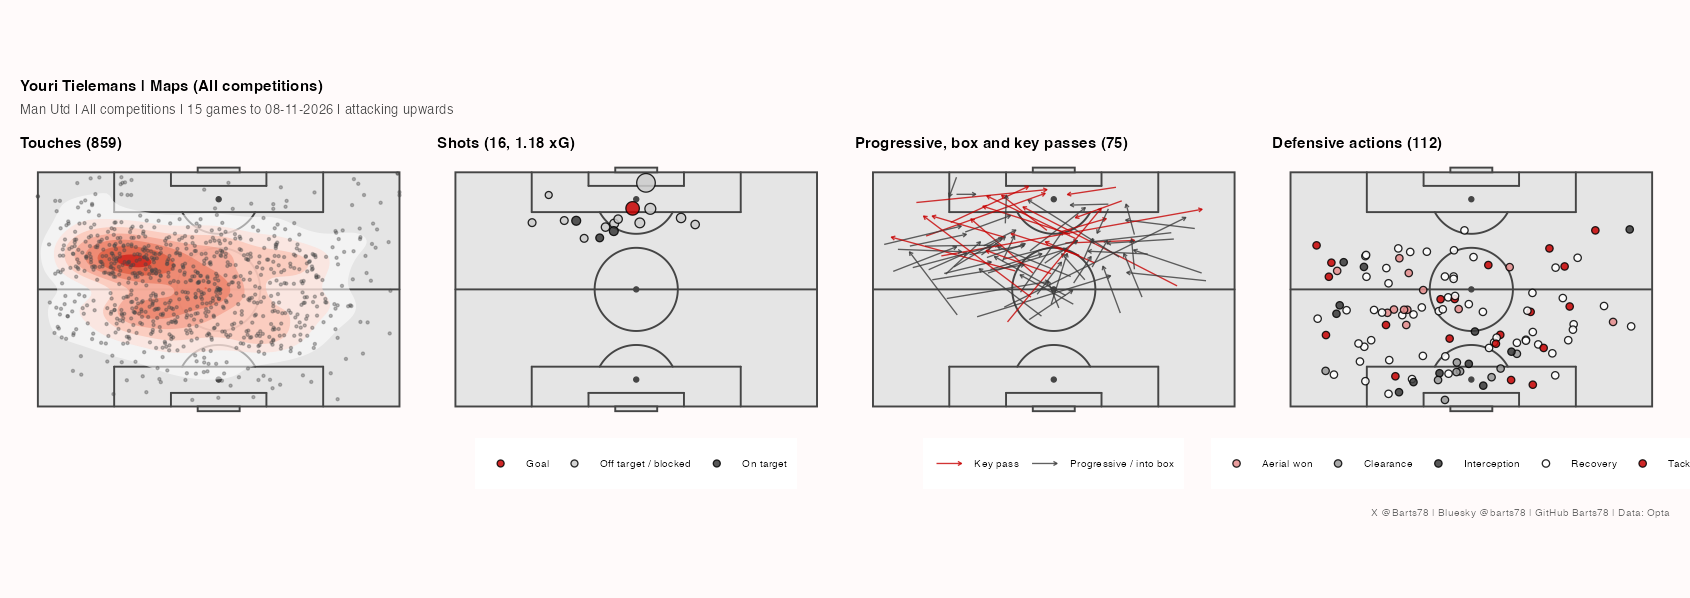 Youri Tielemans | Maps (All competitions)
Man Utd | All competitions | 15 games to 08-11-2026 | attacking upwards
Touches (859)
Shots (16, 1.18 xG)
Progressive, box and key passes (75)
Defensive actions (112)
Goal
Off target / blocked
On target
Key pass
Progressive / into box
Aerial won
Clearance
Interception
Recovery
Tack
X @Barts78 | Bluesky @barts78 | GitHub Barts78 | Data: Opta